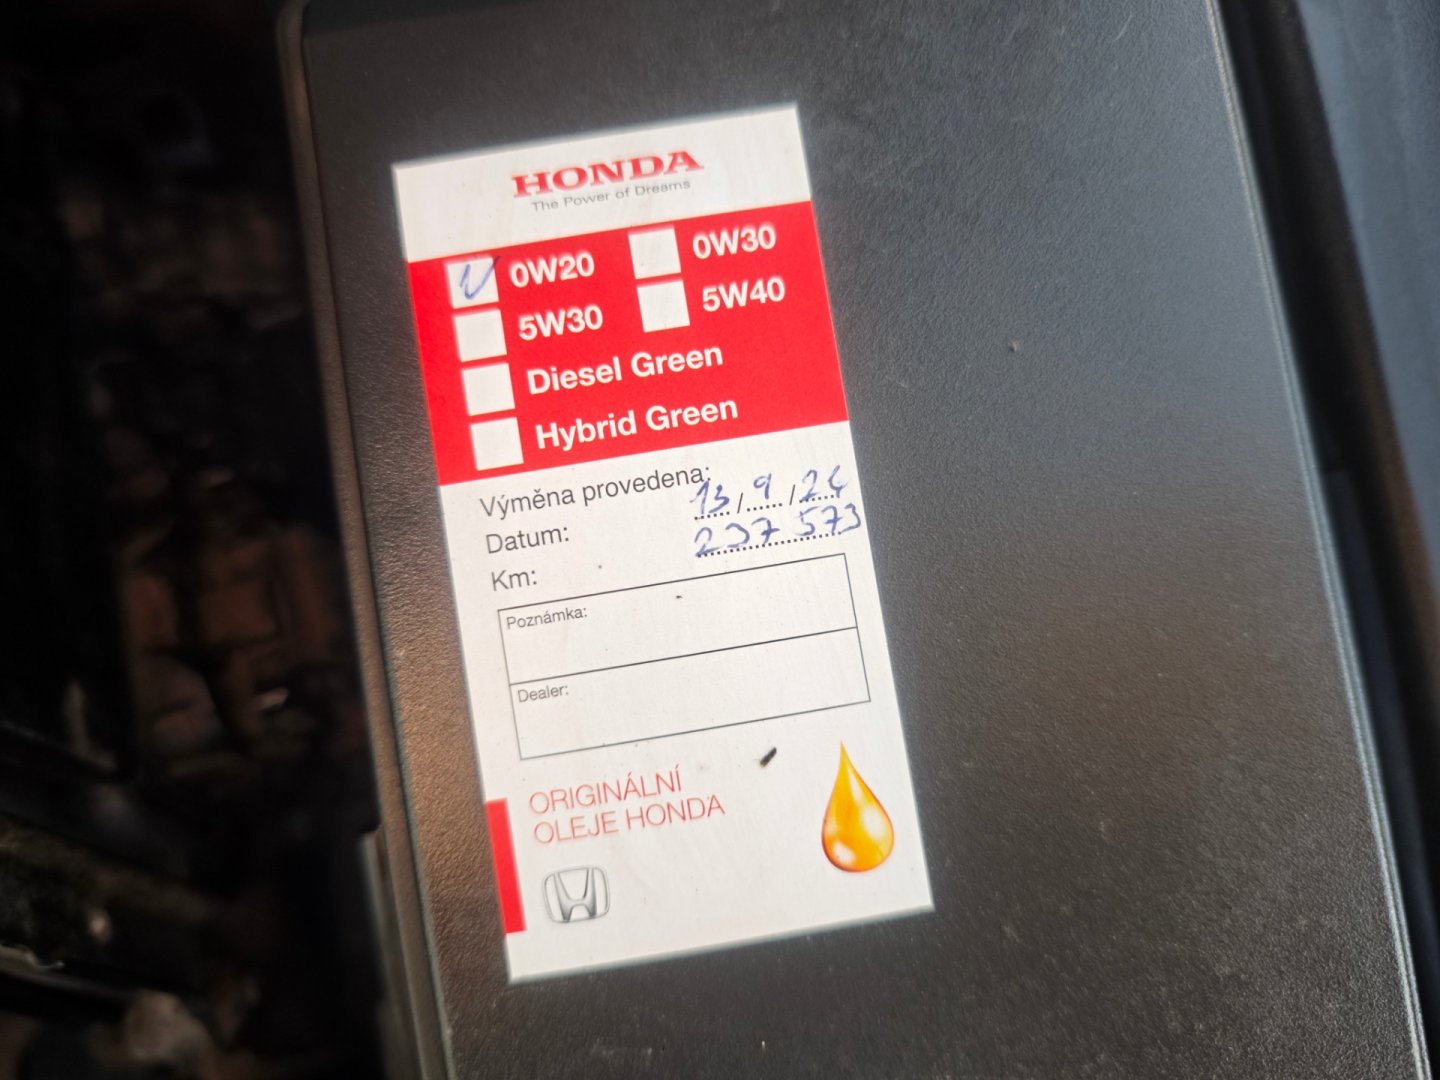 HONDA
The Power of Dreams
0W20 0W30
5W30 5W40
Diesel Green
Hybrid Green
Výměna provedena:
Datum: 13/9/24
Km: 237 573
Poznámka:
Dealer:
ORIGINÁLNÍ
OLEJE HONDA